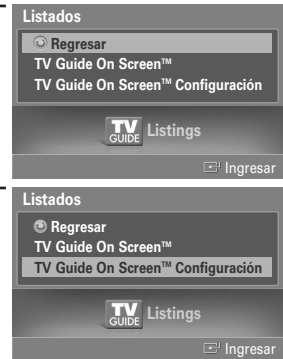 Listados
Regresar
TV Guide On Screen™
TV Guide On Screen™ Configuración
TV GUIDE Listings
Ingresar
Listados
Regresar
TV Guide On Screen™
TV Guide On Screen™ Configuración
TV GUIDE Listings
Ingresar